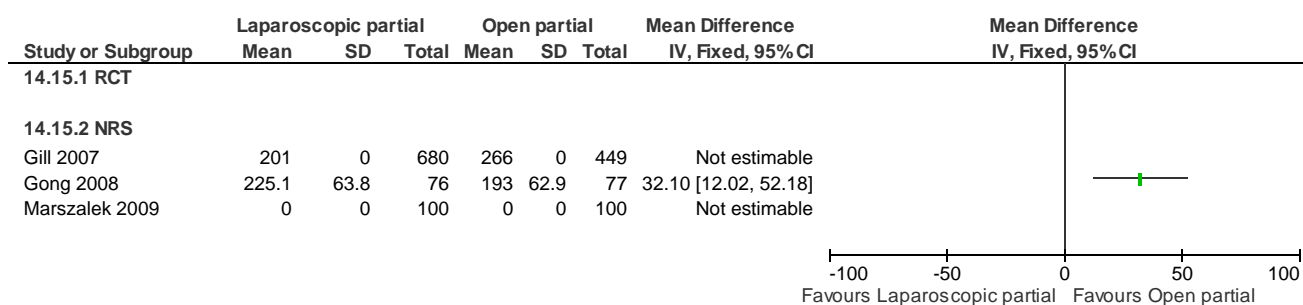 Laparoscopic partial Open partial Mean Difference Mean Difference
Study or Subgroup Mean SD Total Mean SD Total IV, Fixed, 95% CI IV, Fixed, 95% CI
14.15.1 RCT
14.15.2 NRS
Gill 2007 201 0 680 266 0 449 Not estimable
Gong 2008 225.1 63.8 76 193 62.9 77 32.10 [12.02, 52.18]
Marszalek 2009 0 0 100 0 0 100 Not estimable
-100 -50 0 50 100
Favours Laparoscopic partial Favours Open partial